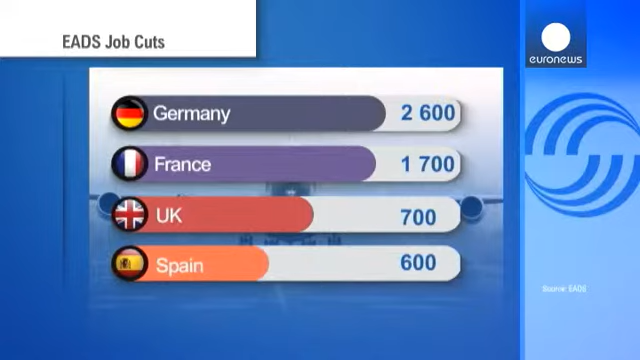 EADS Job Cuts
euronews
Germany 2 600
France 1 700
UK 700
Spain 600
Source: EADS